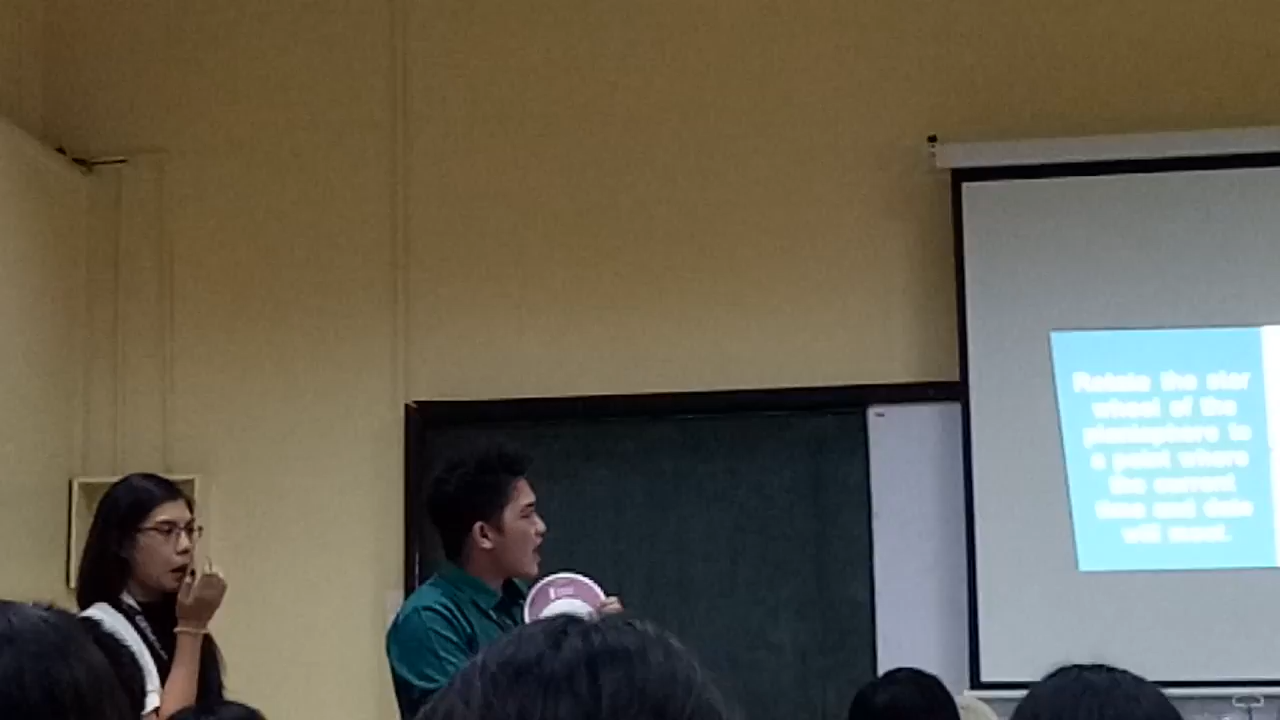 Rotate the star
wheel of the
planisphere to
a point where
the current
time and date
will meet.